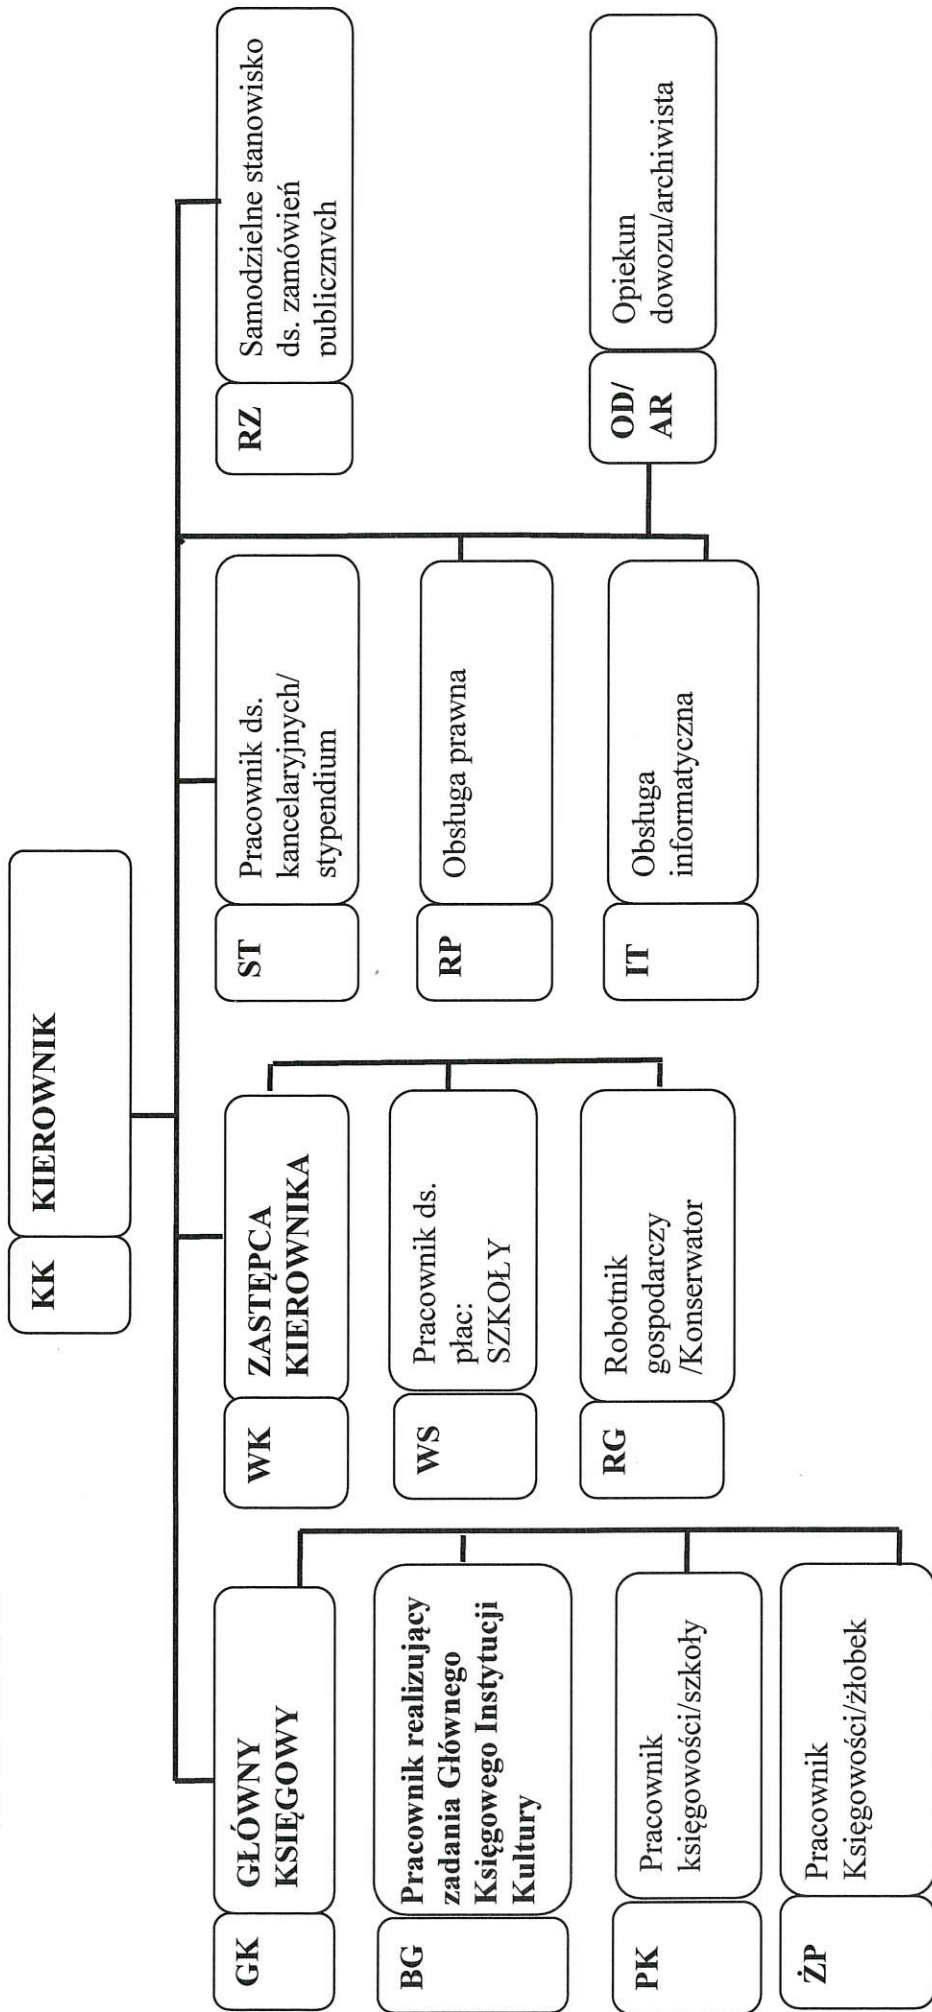 KK
KIEROWNIK
GK
GŁÓWNY
KSIĘGOWY
WK
ZASTĘPCA
KIEROWNIKA
ST
Pracownik ds.
kancelaryjnych/
stypendium
RZ
Samodzielne stanowisko
ds. zamówień
publicznych
BG
Pracownik realizujący
zadania Głównego
Księgowego Instytucji
Kultury
WS
Pracownik ds.
płac:
SZKOŁY
RP
Obsługa prawna
PK
Pracownik
księgowości/szkoły
RG
Robotnik
gospodarczy
/Konserwator
IT
Obsługa
informatyczna
OD/
AR
Opiekun
dowozu/archiwista
ŻP
Pracownik
Księgowości/żłobek